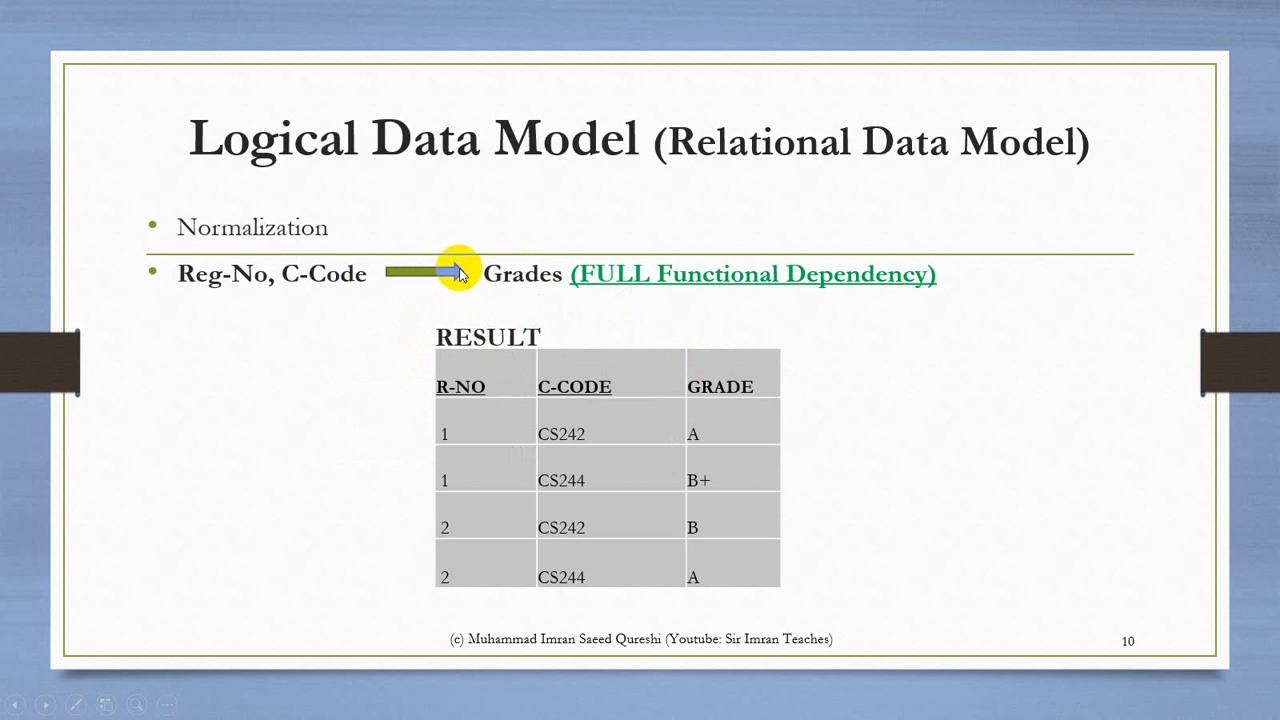 Logical Data Model (Relational Data Model)
• Normalization
• Reg-No, C-Code Grades (FULL Functional Dependency)
RESULT
R-NO C-CODE GRADE
1 CS242 A
1 CS244 B+
2 CS242 B
2 CS244 A
(c) Muhammad Imran Saeed Qureshi (Youtube: Sir Imran Teaches) 10